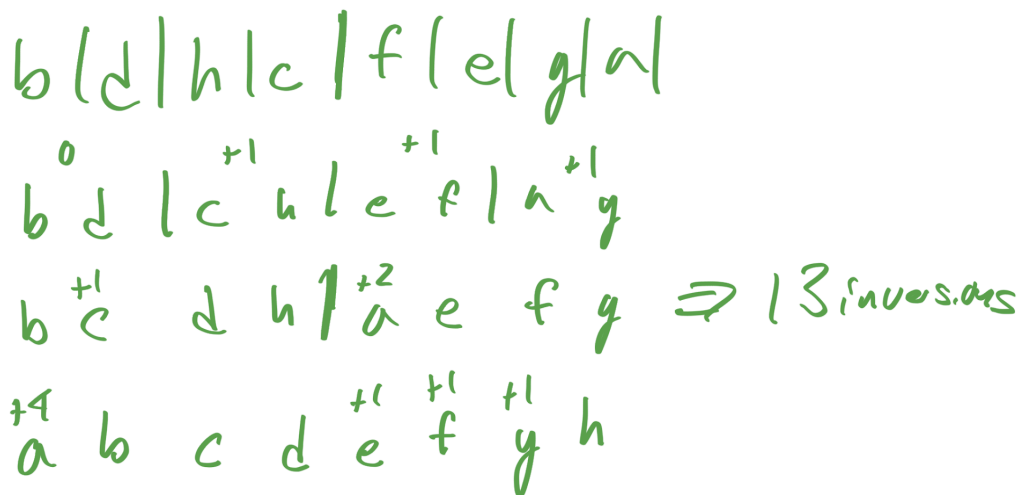 b|d|h|c|f|e|g|a|
0 +1 +1 +1
b d | c h | e f | a g
+1 +2
b c d h | a e f g ⇒ 13 inversions
+4 +1 +1 +1
a b c d e f g h